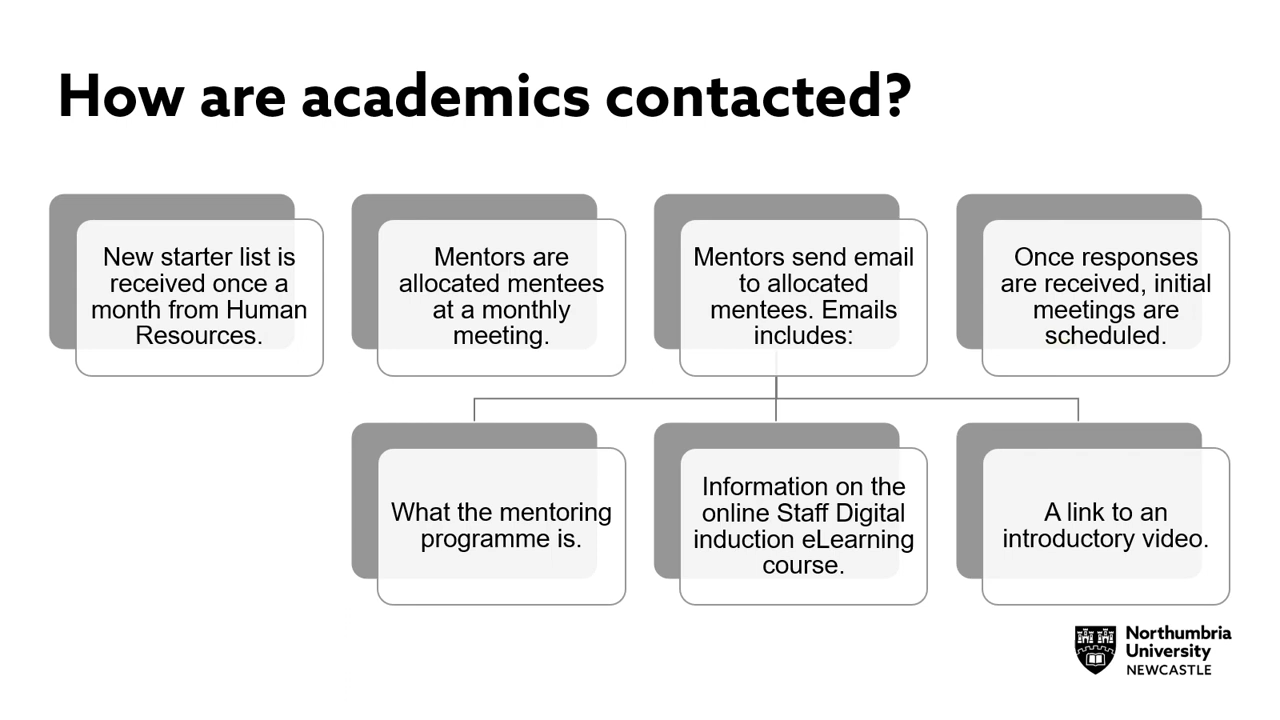 How are academics contacted?
New starter list is
received once a
month from Human
Resources.
Mentors are
allocated mentees
at a monthly
meeting.
Mentors send email
to allocated
mentees. Emails
includes:
Once responses
are received, initial
meetings are
scheduled.
What the mentoring
programme is.
Information on the
online Staff Digital
induction eLearning
course.
A link to an
introductory video.
Northumbria
University
NEWCASTLE